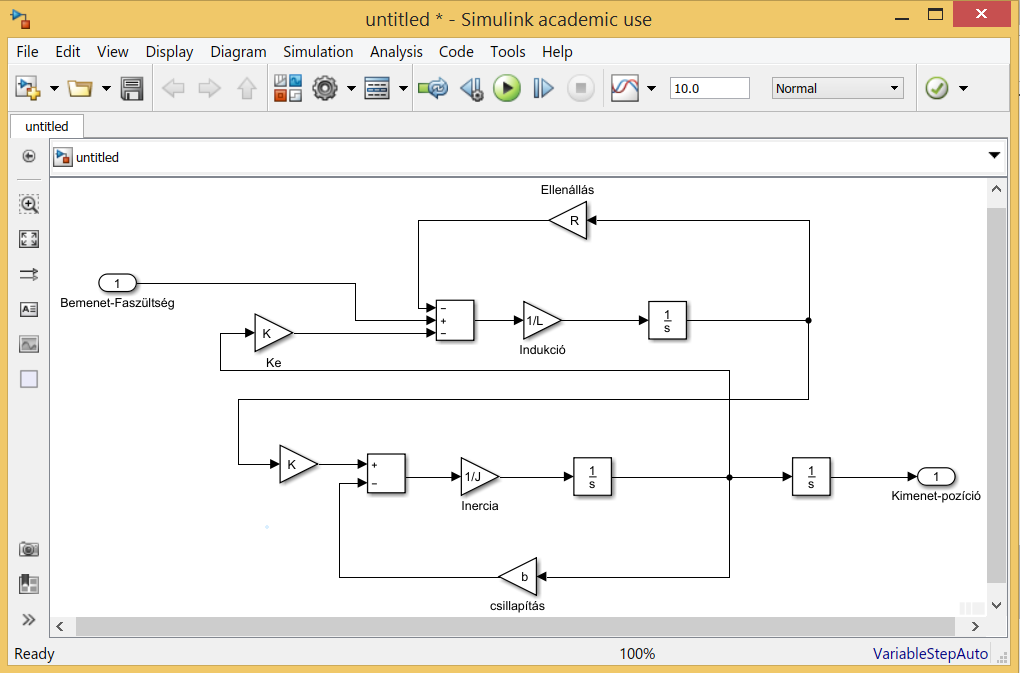 untitled * - Simulink academic use
File Edit View Display Diagram Simulation Analysis Code Tools Help
10.0
Normal
untitled
untitled
Ellenállás
R
1
Bemenet-Faszültség
−
+
−
1/L
Indukció
1
s
K
Ke
K
+
−
1/J
Inercia
1
s
1
s
1
Kimenet-pozíció
b
csillapítás
Ready 100% VariableStepAuto